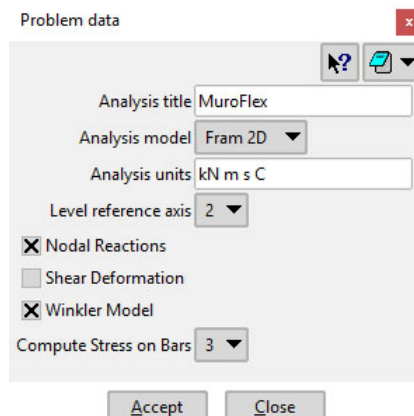 Problem data
x
?
Analysis title MuroFlex
Analysis model Fram 2D
Analysis units kN m s C
Level reference axis 2
Nodal Reactions
Shear Deformation
Winkler Model
Compute Stress on Bars 3
Accept Close